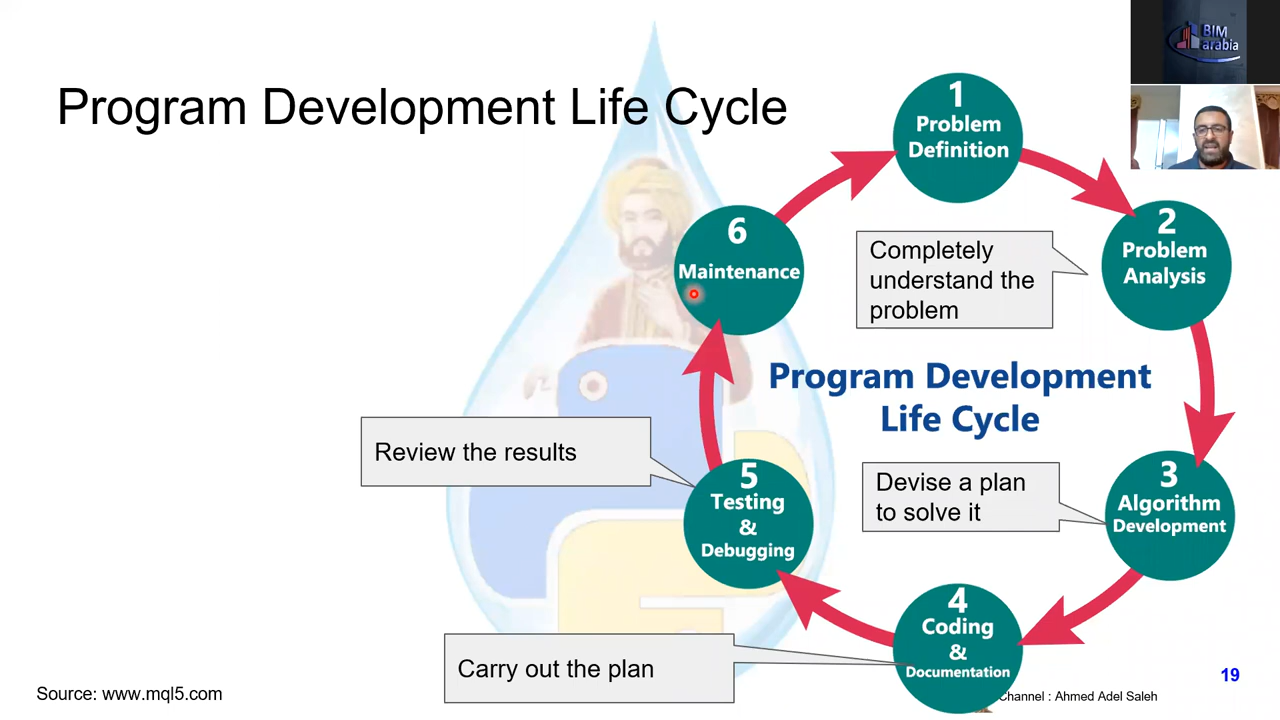 Program Development Life Cycle
BIM
arabia
1
Problem
Definition
2
Problem
Analysis
Completely
understand the
problem
3
Algorithm
Development
Devise a plan
to solve it
4
Coding
&
Documentation
Carry out the plan
5
Testing
&
Debugging
Review the results
6
Maintenance
Program Development
Life Cycle
Source: www.mql5.com
Channel : Ahmed Adel Saleh
19